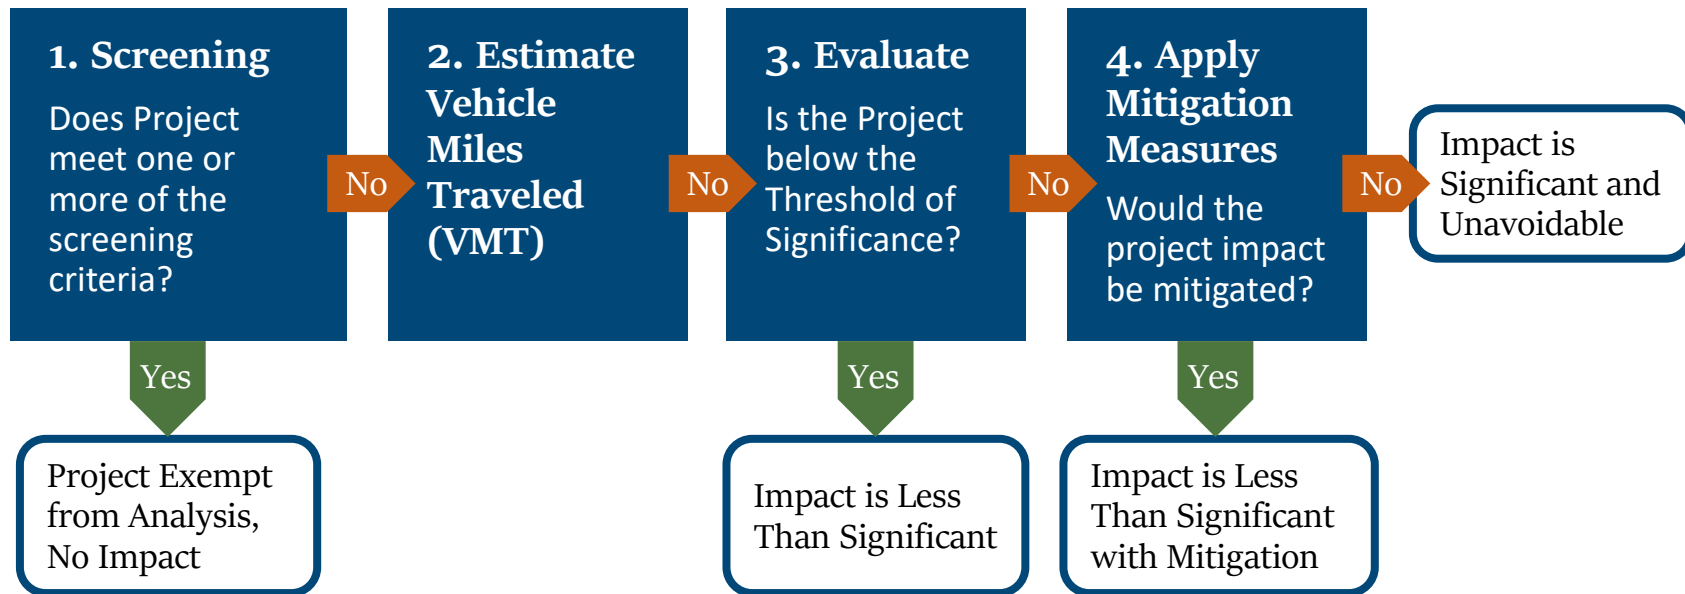 1. Screening
Does Project
meet one or
more of the
screening
criteria?
No
Yes
Project Exempt
from Analysis,
No Impact
2. Estimate
Vehicle
Miles
Traveled
(VMT)
No
3. Evaluate
Is the Project
below the
Threshold of
Significance?
No
Yes
Impact is Less
Than Significant
4. Apply
Mitigation
Measures
Would the
project impact
be mitigated?
No
Yes
Impact is Less
Than Significant
with Mitigation
Impact is
Significant and
Unavoidable